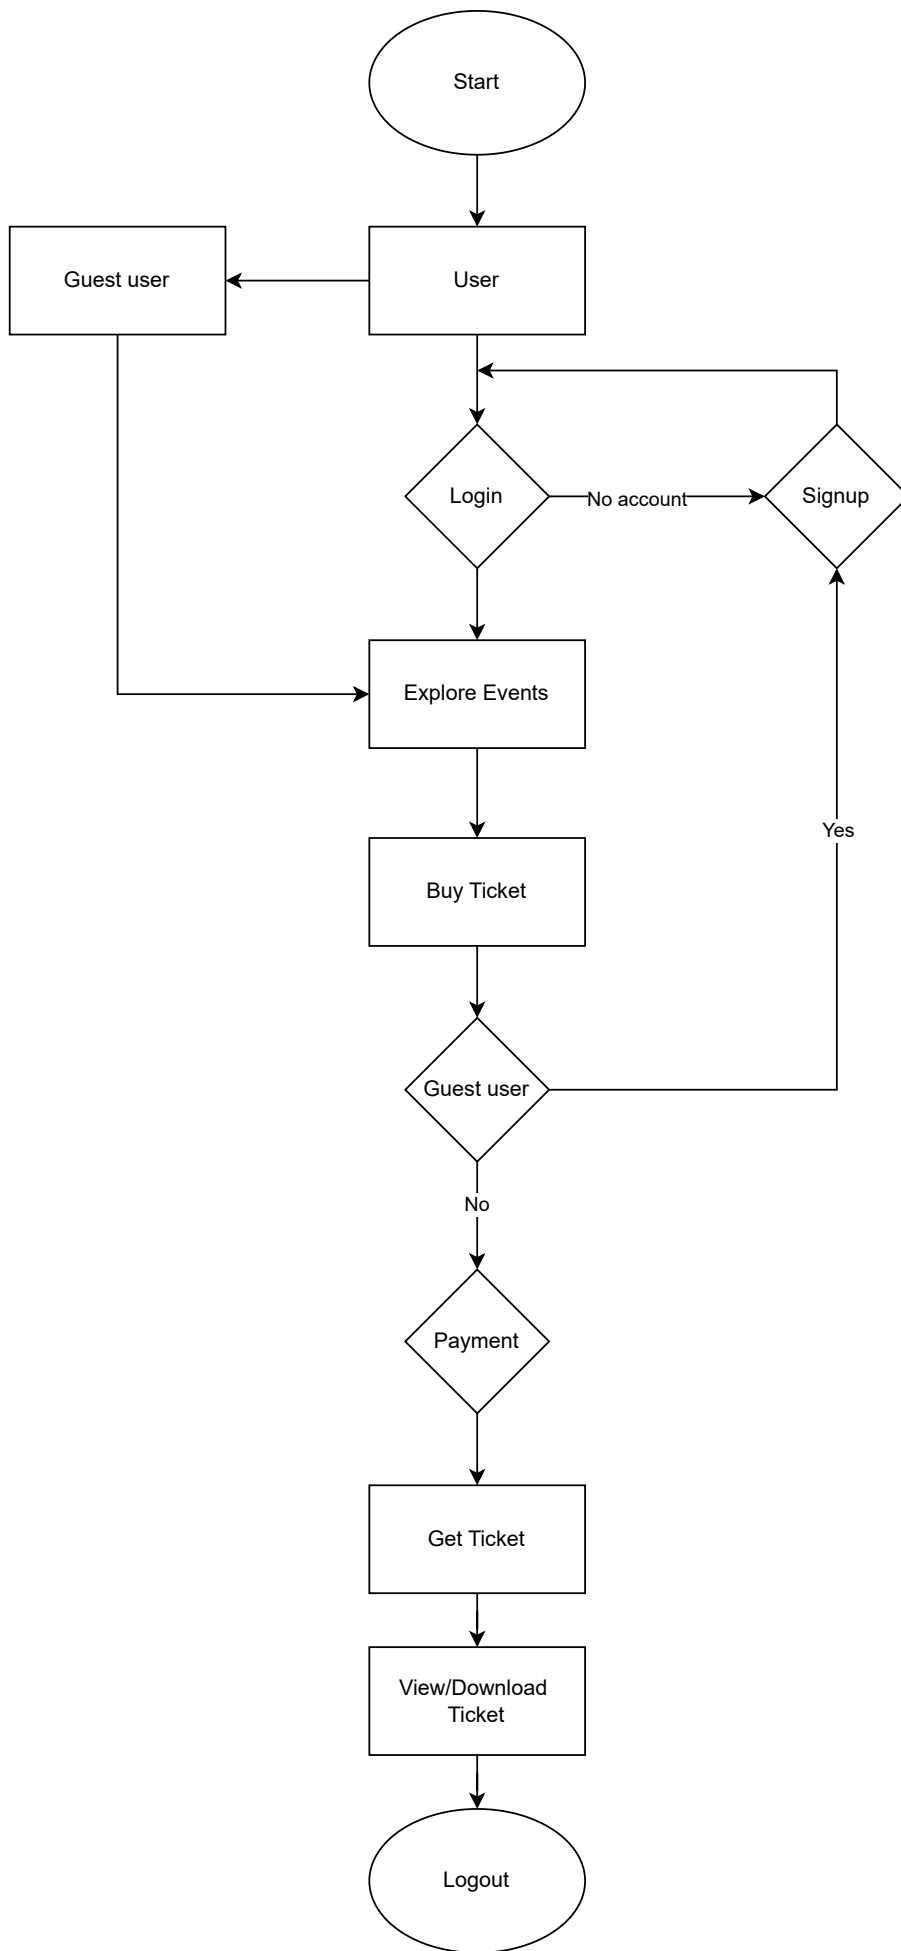 Start
Guest user
User
Login
No account
Signup
Explore Events
Yes
Buy Ticket
Guest user
No
Payment
Get Ticket
View/Download
Ticket
Logout